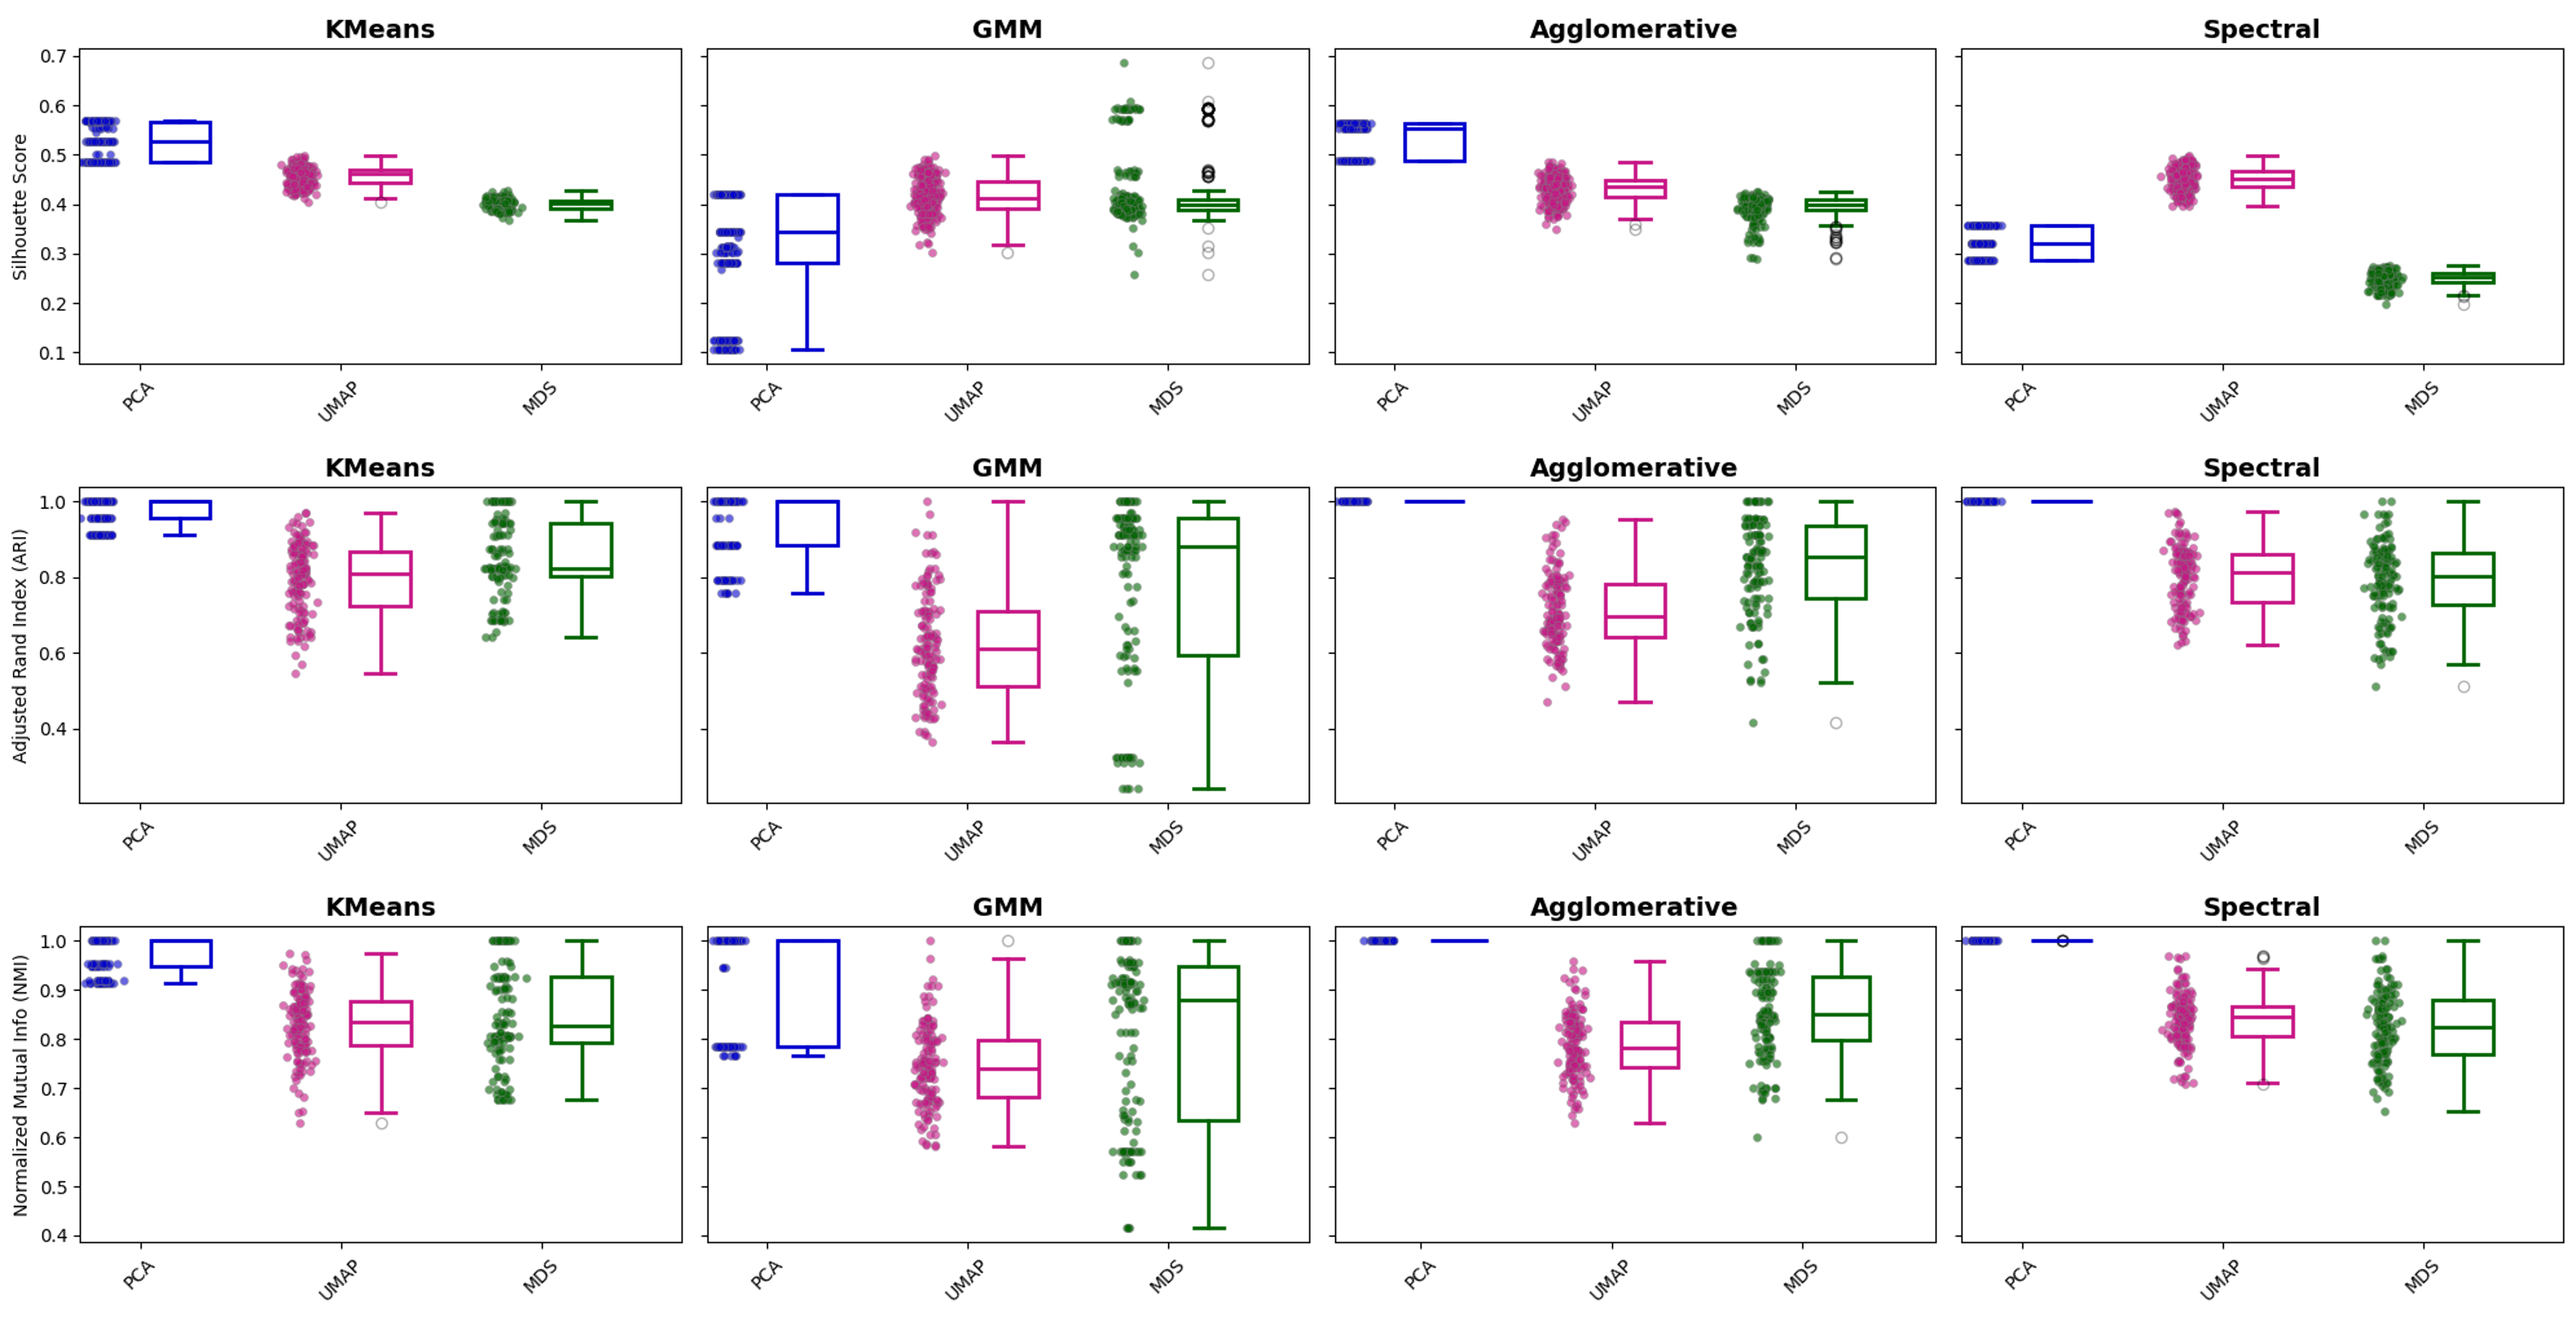 KMeans GMM Agglomerative Spectral
Silhouette Score
0.7
0.6
0.5
0.4
0.3
0.2
0.1
PCA UMAP MDS PCA UMAP MDS PCA UMAP MDS PCA UMAP MDS
KMeans GMM Agglomerative Spectral
Adjusted Rand Index (ARI)
1.0
0.8
0.6
0.4
PCA UMAP MDS PCA UMAP MDS PCA UMAP MDS PCA UMAP MDS
KMeans GMM Agglomerative Spectral
Normalized Mutual Info (NMI)
1.0
0.9
0.8
0.7
0.6
0.5
0.4
PCA UMAP MDS PCA UMAP MDS PCA UMAP MDS PCA UMAP MDS